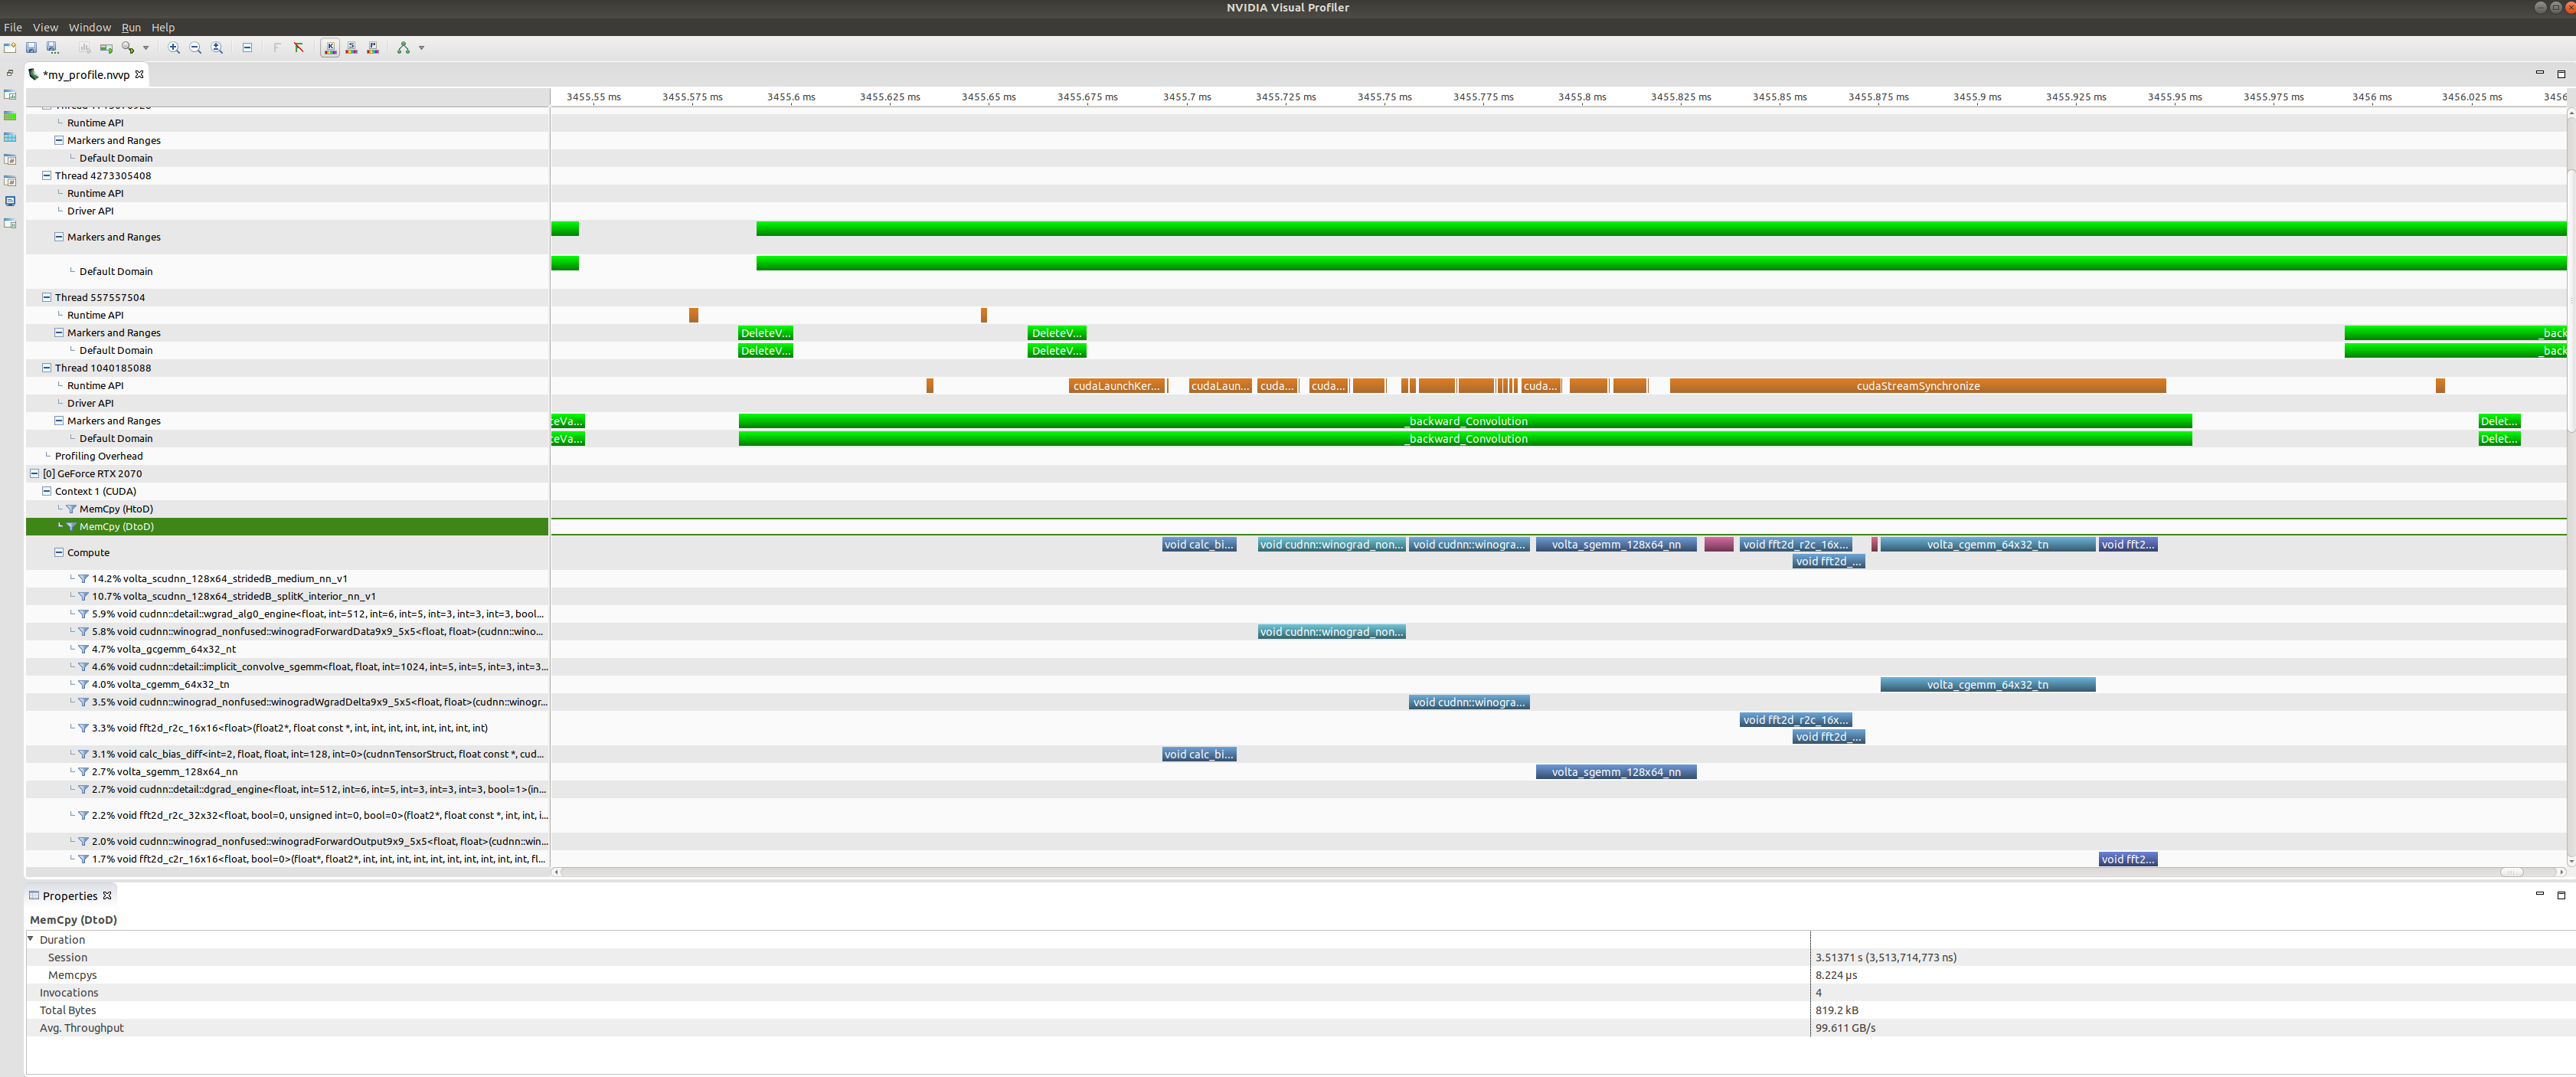 NVIDIA Visual Profiler
File View Window Run Help
*my_profile.nvvp
3455.55 ms 3455.575 ms 3455.6 ms 3455.625 ms 3455.65 ms 3455.675 ms 3455.7 ms 3455.725 ms 3455.75 ms 3455.775 ms 3455.8 ms 3455.825 ms 3455.85 ms 3455.875 ms 3455.9 ms 3455.925 ms 3455.95 ms 3455.975 ms 3456 ms 3456.025 ms 3456
Runtime API
Markers and Ranges
Default Domain
Thread 4273305408
Runtime API
Driver API
Markers and Ranges
Default Domain
Thread 557557504
Runtime API
Markers and Ranges DeleteV... DeleteV... _back
Default Domain DeleteV... DeleteV... _back
Thread 1040185088
Runtime API cudaLaunchKer... cudaLaun... cuda... cuda... cuda... cudaStreamSynchronize
Driver API
Markers and Ranges teVa... _backward_Convolution Delet...
Default Domain teVa... _backward_Convolution Delet...
Profiling Overhead
[0] GeForce RTX 2070
Context 1 (CUDA)
MemCpy (HtoD)
MemCpy (DtoD)
Compute void calc_bi... void cudnn::winograd_non... void cudnn::winogra... volta_sgemm_128x64_nn void fft2d_r2c_16x... volta_cgemm_64x32_tn void fft2...
void fft2d_...
14.2% volta_scudnn_128x64_stridedB_medium_nn_v1
10.7% volta_scudnn_128x64_stridedB_splitK_interior_nn_v1
5.9% void cudnn::detail::wgrad_alg0_engine<float, int=512, int=6, int=5, int=3, int=3, int=3, bool...
5.8% void cudnn::winograd_nonfused::winogradForwardData9x9_5x5<float, float>(cudnn::wino... void cudnn::winograd_non...
4.7% volta_gcgemm_64x32_nt
4.6% void cudnn::detail::implicit_convolve_sgemm<float, float, int=1024, int=5, int=5, int=3, int=3...
4.0% volta_cgemm_64x32_tn volta_cgemm_64x32_tn
3.5% void cudnn::winograd_nonfused::winogradWgradDelta9x9_5x5<float, float>(cudnn::winogr... void cudnn::winogra...
3.3% void fft2d_r2c_16x16<float>(float2*, float const *, int, int, int, int, int, int, int, int) void fft2d_r2c_16x...
void fft2d_...
3.1% void calc_bias_diff<int=2, float, float, int=128, int=0>(cudnnTensorStruct, float const *, cud... void calc_bi...
2.7% volta_sgemm_128x64_nn volta_sgemm_128x64_nn
2.7% void cudnn::detail::dgrad_engine<float, int=512, int=6, int=5, int=3, int=3, int=3, bool=1>(in...
2.2% void fft2d_r2c_32x32<float, bool=0, unsigned int=0, bool=0>(float2*, float const *, int, int, i...
2.0% void cudnn::winograd_nonfused::winogradForwardOutput9x9_5x5<float, float>(cudnn::win...
1.7% void fft2d_c2r_16x16<float, bool=0>(float*, float2*, int, int, int, int, int, int, int, int, int, int, fl... void fft2...
Properties
MemCpy (DtoD)
Duration
Session 3.51371 s (3,513,714,773 ns)
Memcpys 8.224 µs
Invocations 4
Total Bytes 819.2 kB
Avg. Throughput 99.611 GB/s